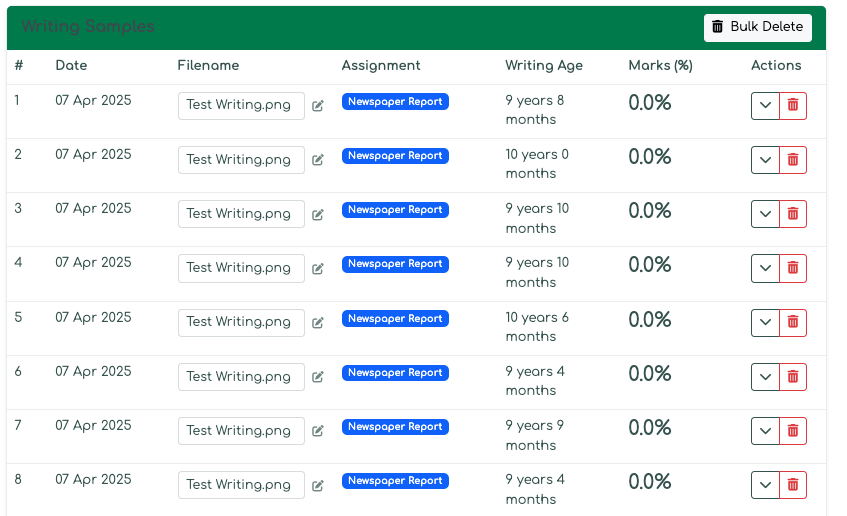 Writing Samples Bulk Delete
# Date Filename Assignment Writing Age Marks (%) Actions
1 07 Apr 2025 Test Writing.png Newspaper Report 9 years 8 0.0%
months
2 07 Apr 2025 Test Writing.png Newspaper Report 10 years 0 0.0%
months
3 07 Apr 2025 Test Writing.png Newspaper Report 9 years 10 0.0%
months
4 07 Apr 2025 Test Writing.png Newspaper Report 9 years 10 0.0%
months
5 07 Apr 2025 Test Writing.png Newspaper Report 10 years 6 0.0%
months
6 07 Apr 2025 Test Writing.png Newspaper Report 9 years 4 0.0%
months
7 07 Apr 2025 Test Writing.png Newspaper Report 9 years 9 0.0%
months
8 07 Apr 2025 Test Writing.png Newspaper Report 9 years 4 0.0%
months